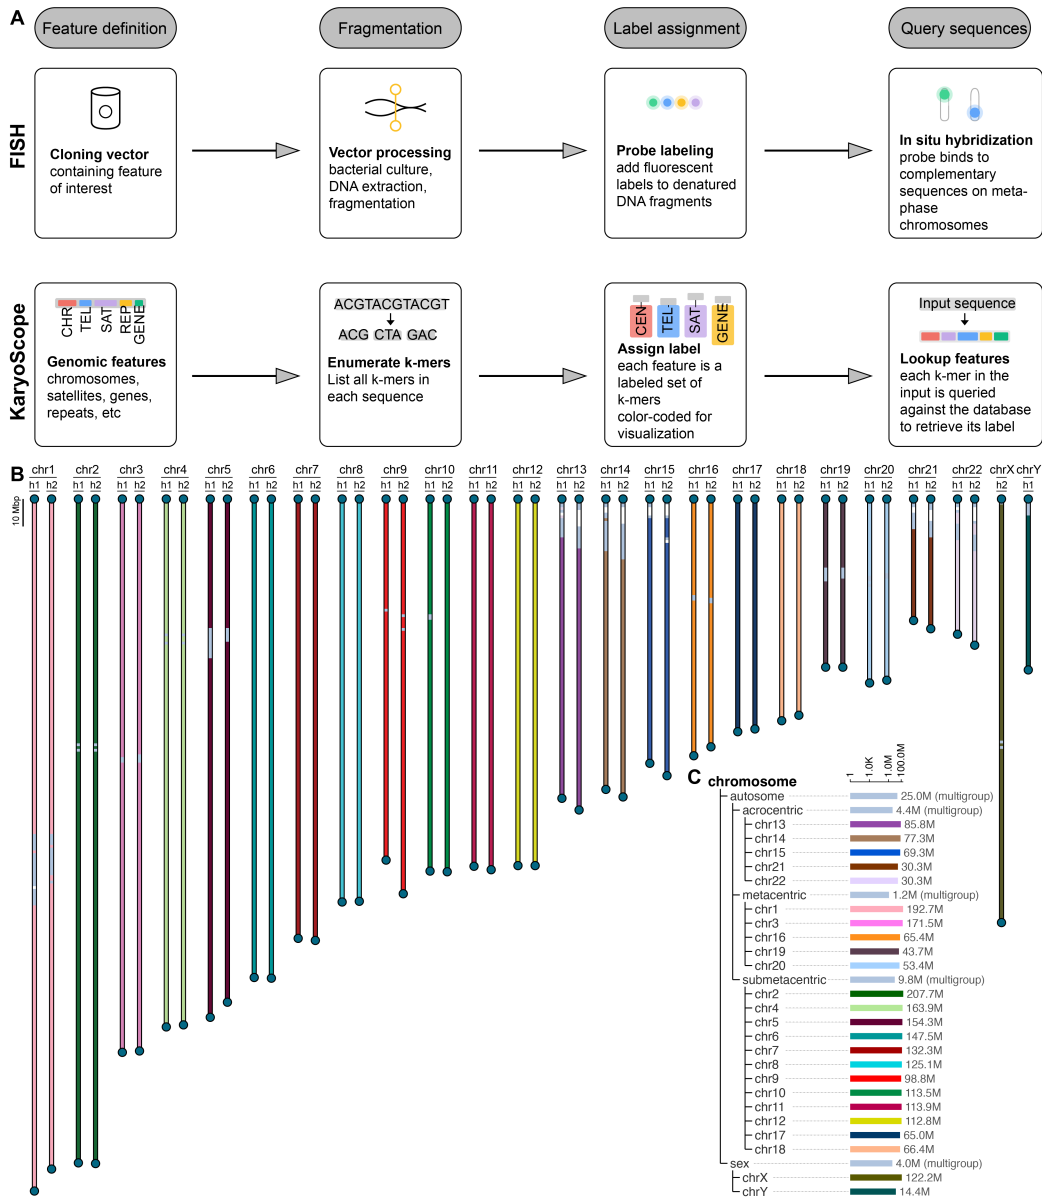 A
Feature definition
Fragmentation
Label assignment
Query sequences
FISH
Cloning vector
containing feature
of interest
Vector processing
bacterial culture,
DNA extraction,
fragmentation
Probe labeling
add fluorescent
labels to denatured
DNA fragments
In situ hybridization
probe binds to
complementary
sequences on meta-
phase
chromosomes
KaryoScope
CHR
TEL
SAT
REP
GENE
Genomic features
chromosomes,
satellites, genes,
repeats, etc
ACGTACGTACGT
ACG CTA GAC
Enumerate k-mers
List all k-mers in
each sequence
CEN
TEL
SAT
GENE
Assign label
each feature is a
labeled set of
k-mers
color-coded for
visualization
Input sequence
Lookup features
each k-mer in the
input is queried
against the database
to retrieve its label
B
chr1 chr2 chr3 chr4 chr5 chr6 chr7 chr8 chr9 chr10 chr11 chr12 chr13 chr14 chr15 chr16 chr17 chr18 chr19 chr20 chr21 chr22 chrX chrY
h1 h2 h1 h2 h1 h2 h1 h2 h1 h2 h1 h2 h1 h2 h1 h2 h1 h2 h1 h2 h1 h2 h1 h2 h1 h2 h1 h2 h1 h2 h1 h2 h1 h2 h1 h2 h1 h2 h1 h2 h1 h2 h1 h2 h2 h1
10 Mbp
C
chromosome
1
1.0K
1.0M
100.0M
autosome 25.0M (multigroup)
acrocentric 4.4M (multigroup)
chr13 85.8M
chr14 77.3M
chr15 69.3M
chr21 30.3M
chr22 30.3M
metacentric 1.2M (multigroup)
chr1 192.7M
chr3 171.5M
chr16 65.4M
chr19 43.7M
chr20 53.4M
submetacentric 9.8M (multigroup)
chr2 207.7M
chr4 163.9M
chr5 154.3M
chr6 147.5M
chr7 132.3M
chr8 125.1M
chr9 98.8M
chr10 113.5M
chr11 113.9M
chr12 112.8M
chr17 65.0M
chr18 66.4M
sex 4.0M (multigroup)
chrX 122.2M
chrY 14.4M